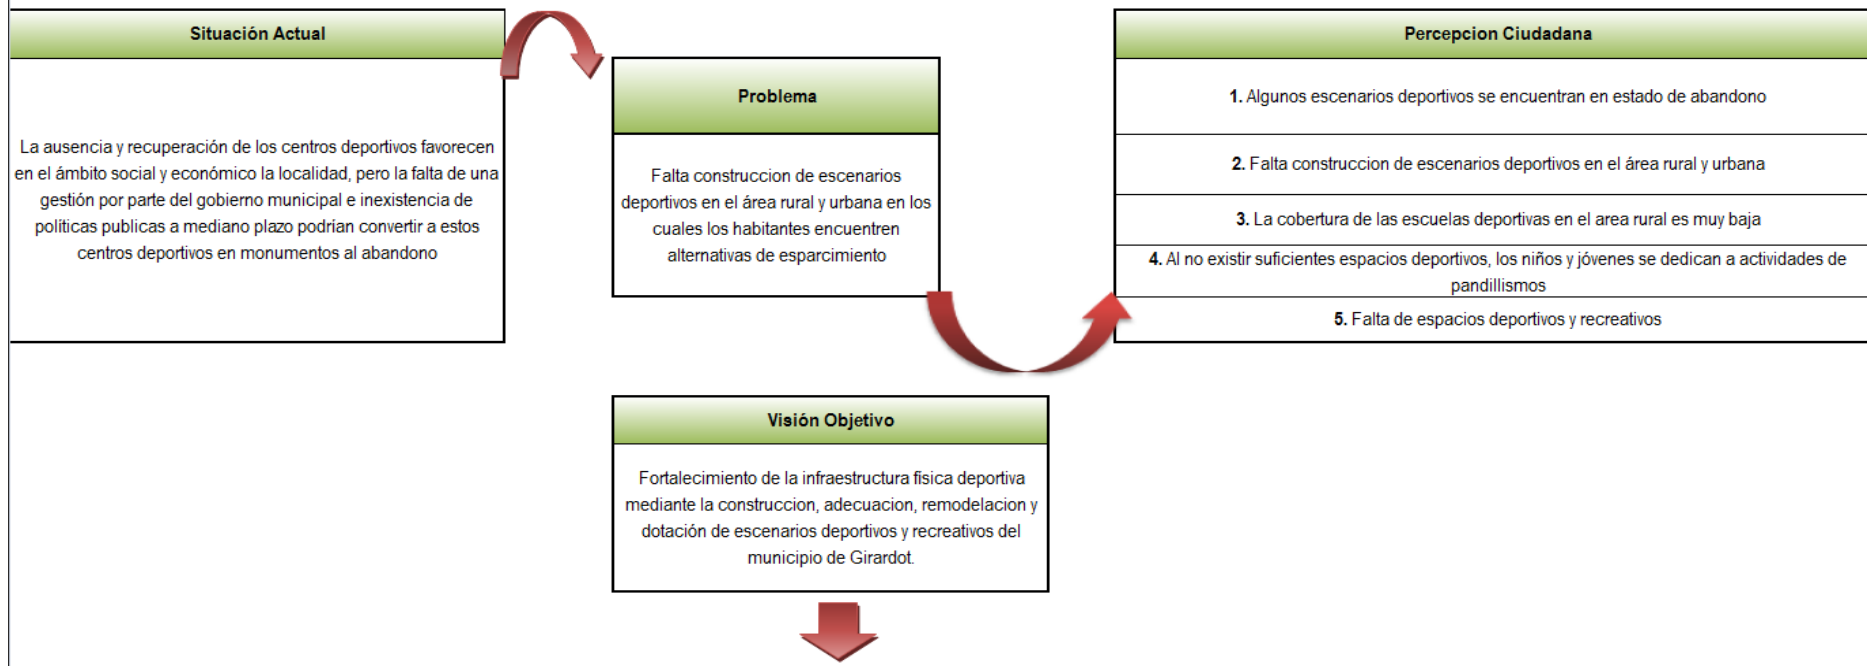 Situación Actual
La ausencia y recuperación de los centros deportivos favorecen
en el ámbito social y económico la localidad, pero la falta de una
gestión por parte del gobierno municipal e inexistencia de
políticas publicas a mediano plazo podrían convertir a estos
centros deportivos en monumentos al abandono
Problema
Falta construccion de escenarios
deportivos en el área rural y urbana en los
cuales los habitantes encuentren
alternativas de esparcimiento
Percepcion Ciudadana
1. Algunos escenarios deportivos se encuentran en estado de abandono
2. Falta construccion de escenarios deportivos en el área rural y urbana
3. La cobertura de las escuelas deportivas en el area rural es muy baja
4. Al no existir suficientes espacios deportivos, los niños y jóvenes se dedican a actividades de
pandillismos
5. Falta de espacios deportivos y recreativos
Visión Objetivo
Fortalecimiento de la infraestructura física deportiva
mediante la construccion, adecuacion, remodelacion y
dotación de escenarios deportivos y recreativos del
municipio de Girardot.